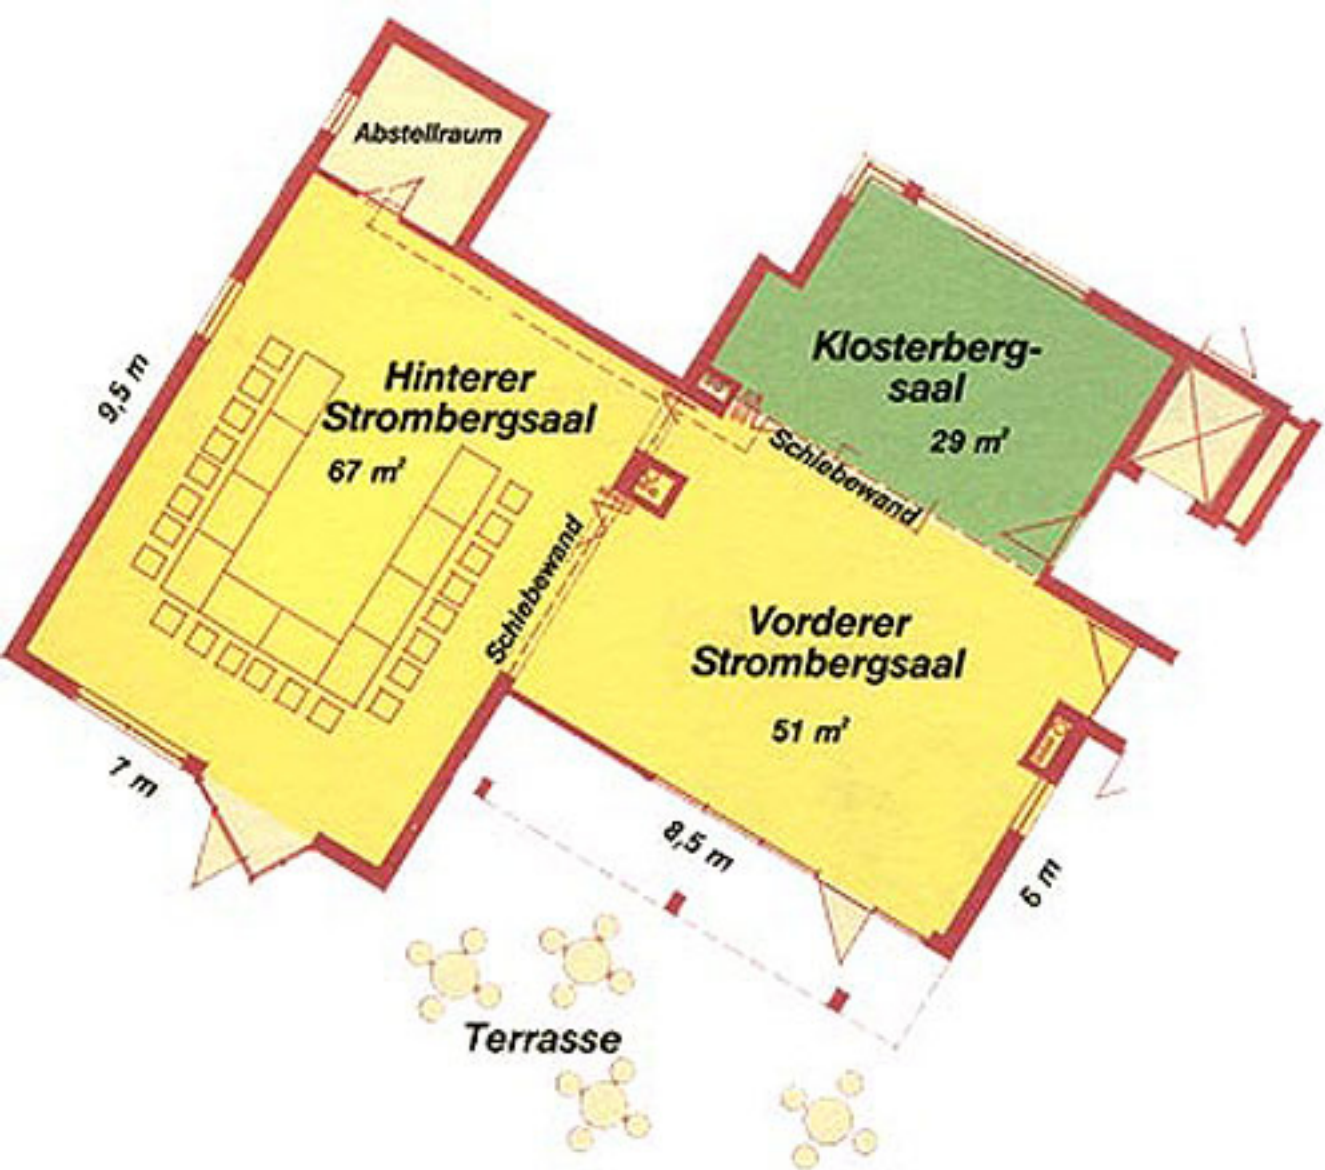 Abstellraum
Hinterer
Strombergsaal
67 m²
9,5 m
7 m
Schiebewand
Klosterberg-
saal
29 m²
Schiebewand
Vorderer
Strombergsaal
51 m²
8,5 m
6 m
Terrasse